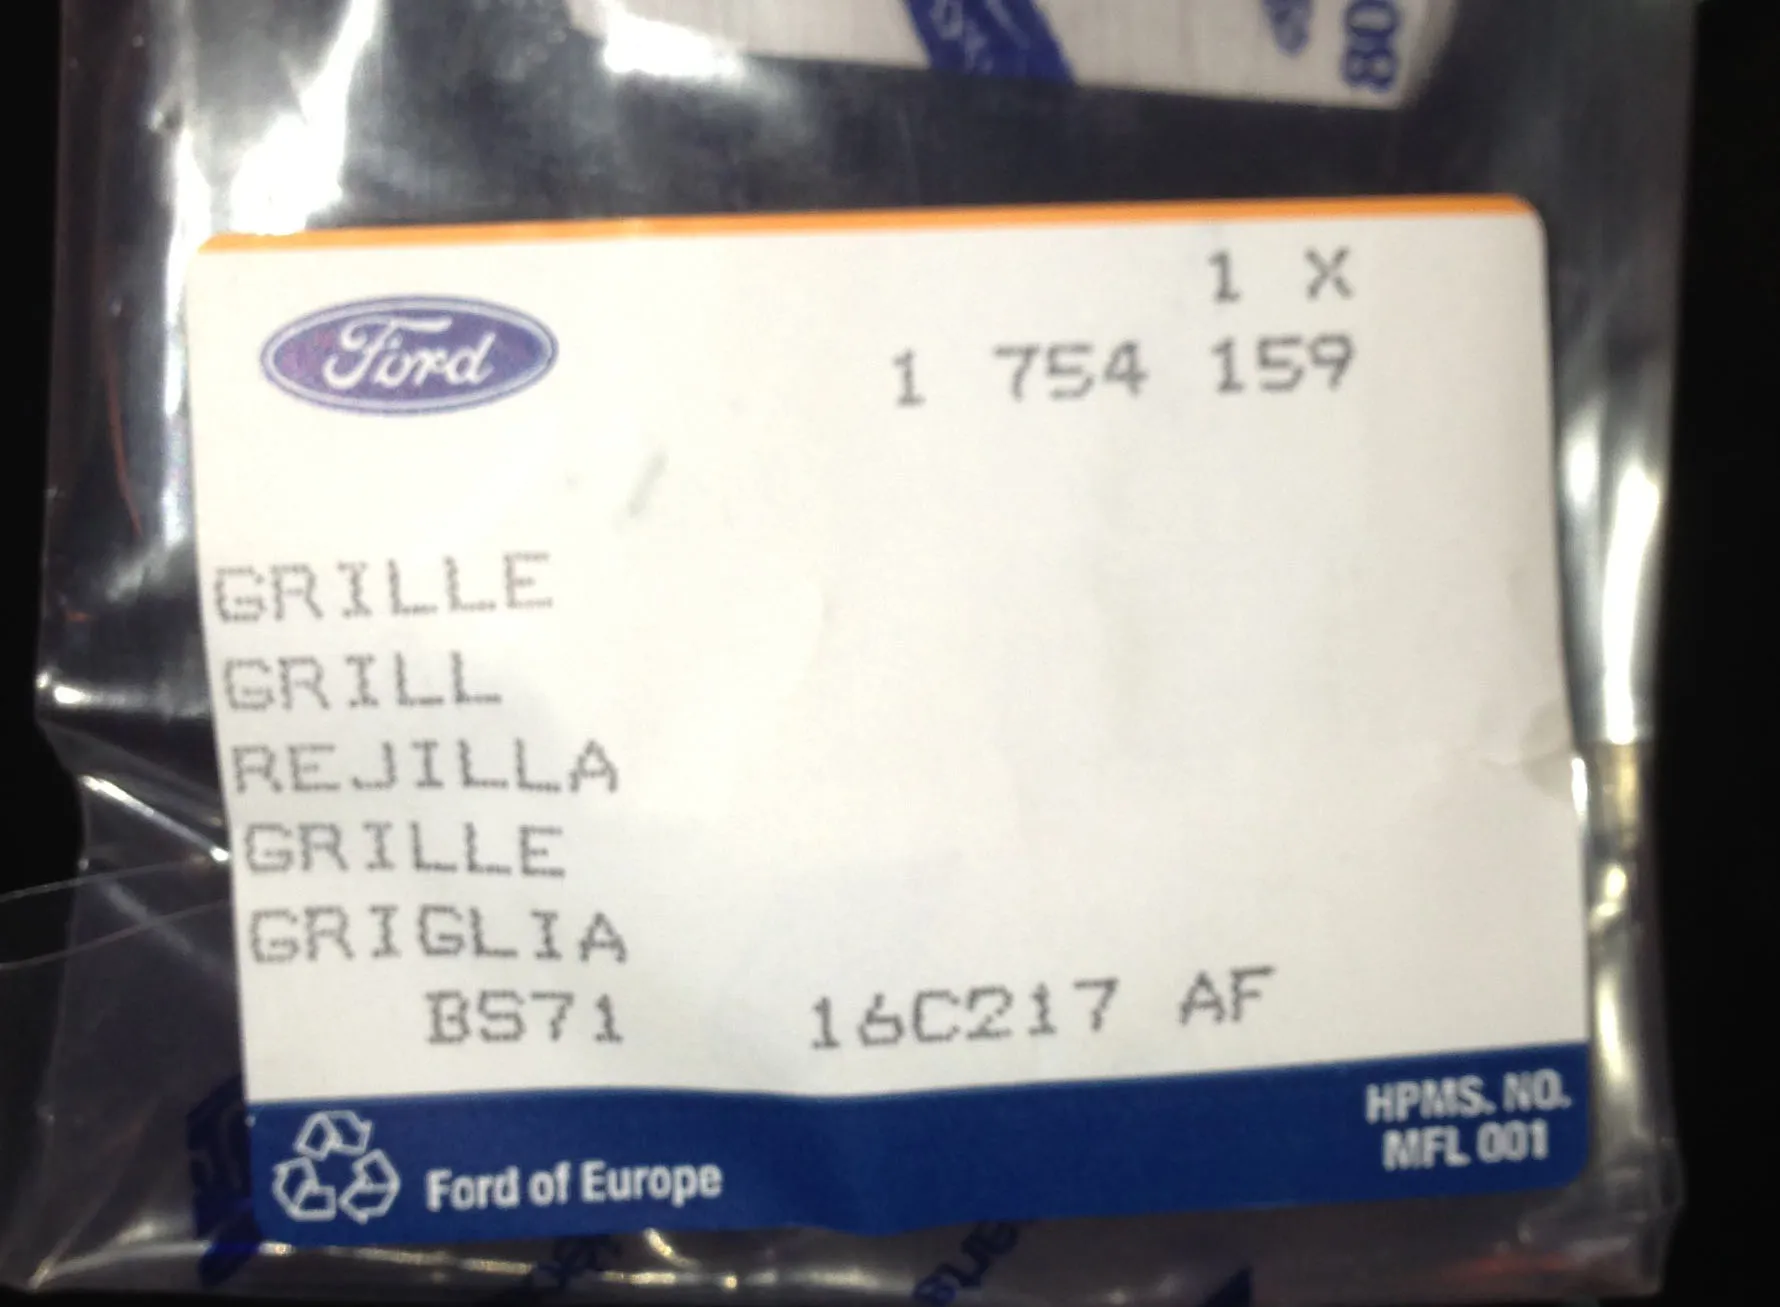 80
1 X
Ford
1 754 159
GRILLE
GRILL
REJILLA
GRILLE
GRIGLIA
BS71 16C217 AF
HPMS. NO.
MFL 001
Ford of Europe